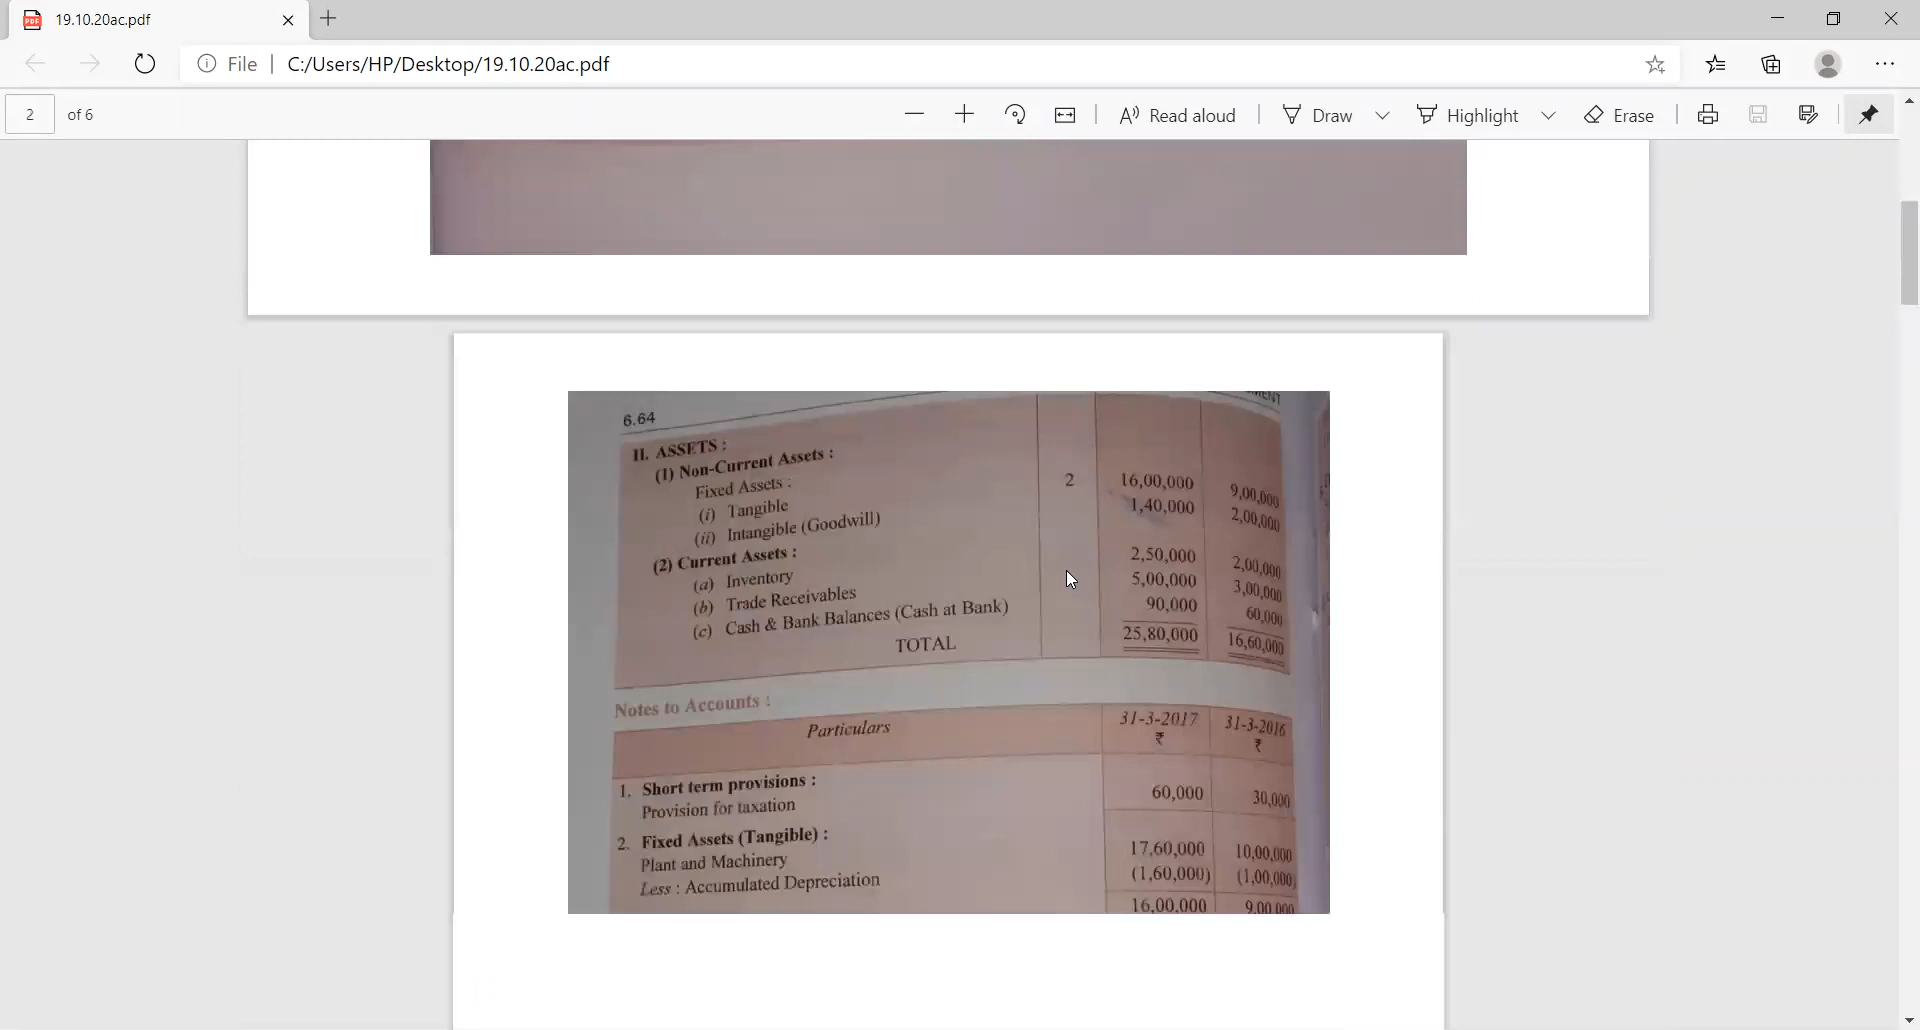 19.10.20ac.pdf
File C:/Users/HP/Desktop/19.10.20ac.pdf
2 of 6 Read aloud Draw Highlight Erase
6.64
II. ASSETS :
(1) Non-Current Assets :
Fixed Assets :
(i) Tangible 2 16,00,000 9,00,000
(ii) Intangible (Goodwill) 1,40,000 2,00,000
(2) Current Assets :
(a) Inventory 2,50,000 2,00,000
(b) Trade Receivables 5,00,000 3,00,000
(c) Cash & Bank Balances (Cash at Bank) 90,000 60,000
TOTAL 25,80,000 16,60,000
Notes to Accounts :
Particulars 31-3-2017 31-3-2016
₹ ₹
1. Short term provisions :
Provision for taxation 60,000 30,000
2. Fixed Assets (Tangible) :
Plant and Machinery 17,60,000 10,00,000
Less : Accumulated Depreciation (1,60,000) (1,00,000)
16,00,000 9,00,000